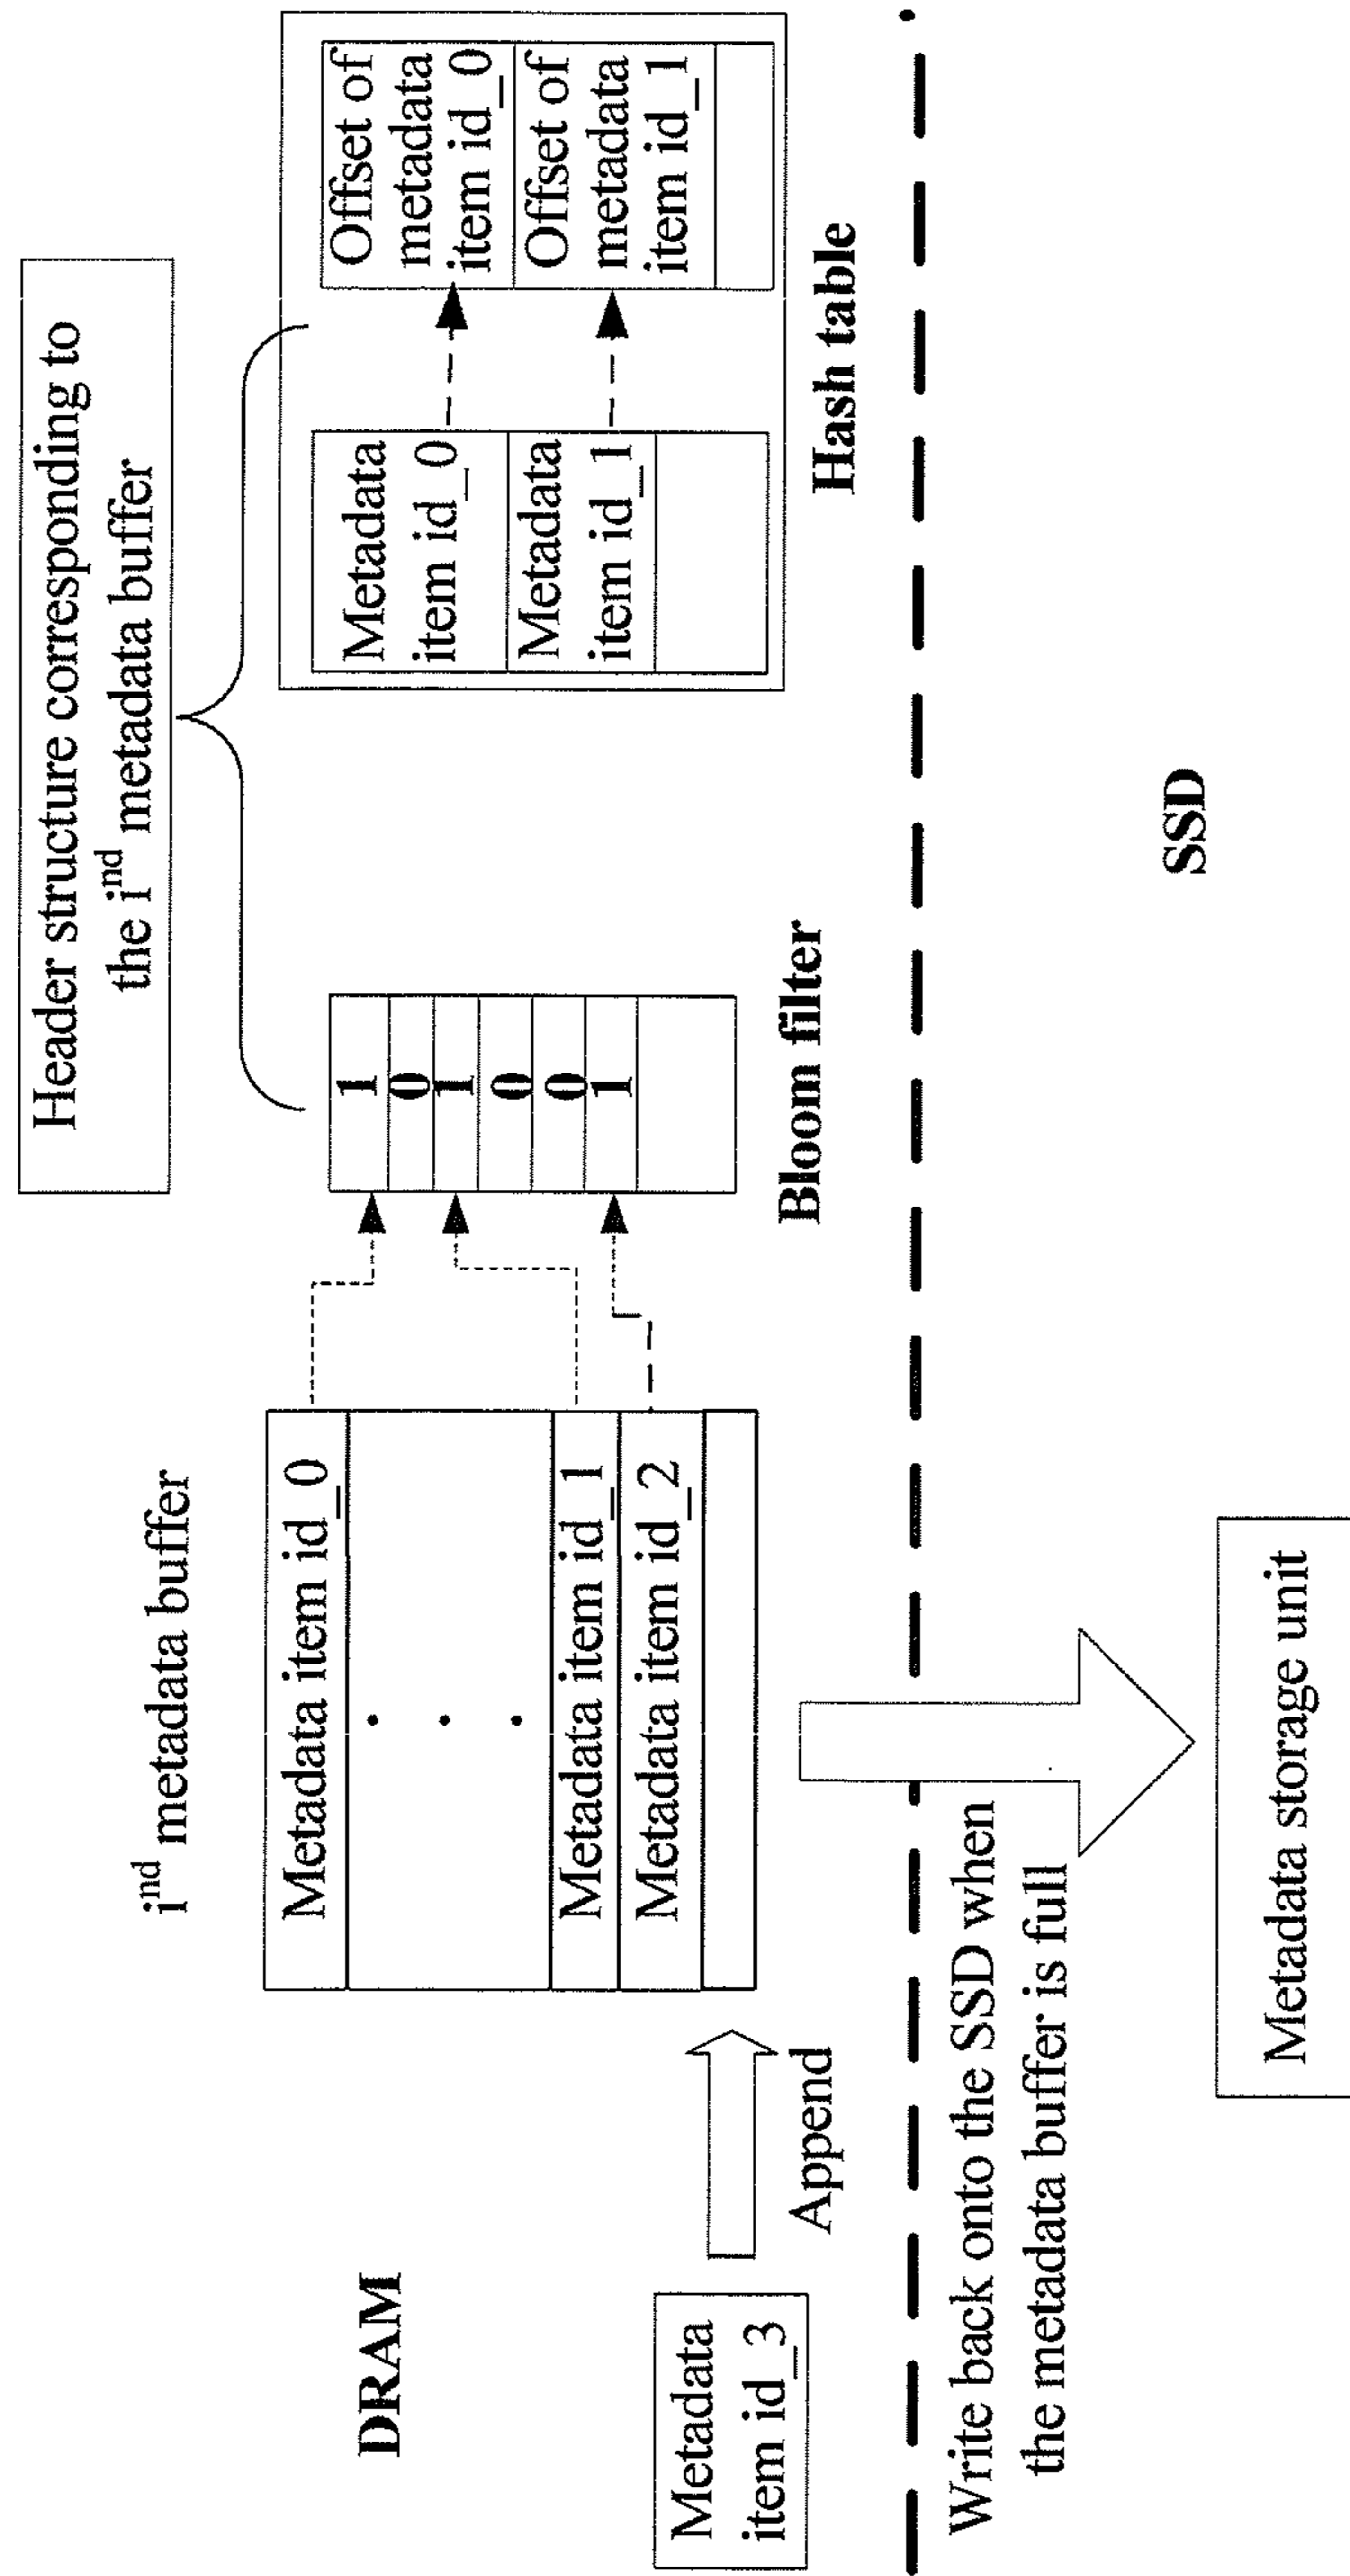 Header structure corresponding to
the i^nd metadata buffer
i^nd metadata buffer
DRAM
Metadata item id_0
.
.
.
Metadata item id_1
Metadata item id_2
Metadata
item id_3
Append
1
0
1
0
0
1
Bloom filter
Metadata
item id_0
Metadata
item id_1
Offset of
metadata
item id_0
Offset of
metadata
item id_1
Hash table
Write back onto the SSD when
the metadata buffer is full
SSD
Metadata storage unit